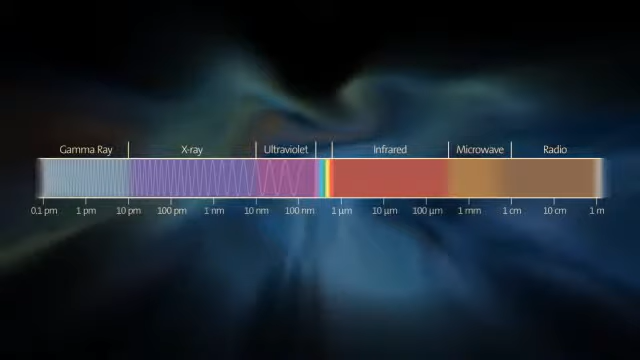 Gamma Ray X-ray Ultraviolet Infrared Microwave Radio
0.1 pm 1 pm 10 pm 100 pm 1 nm 10 nm 100 nm 1 µm 10 µm 100 µm 1 mm 1 cm 10 cm 1 m